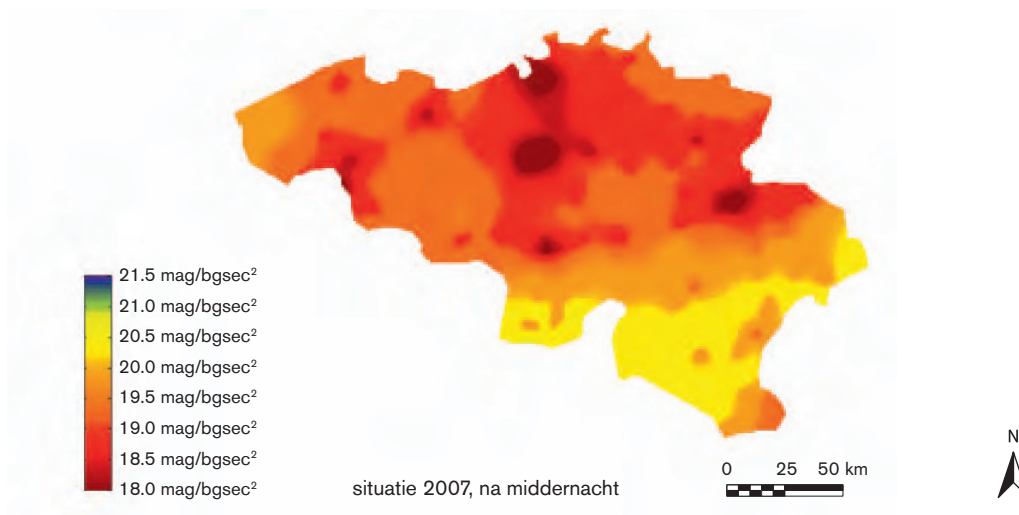 21.5 mag/bgsec²
21.0 mag/bgsec²
20.5 mag/bgsec²
20.0 mag/bgsec²
19.5 mag/bgsec²
19.0 mag/bgsec²
18.5 mag/bgsec²
18.0 mag/bgsec²
situatie 2007, na middernacht
0 25 50 km
N